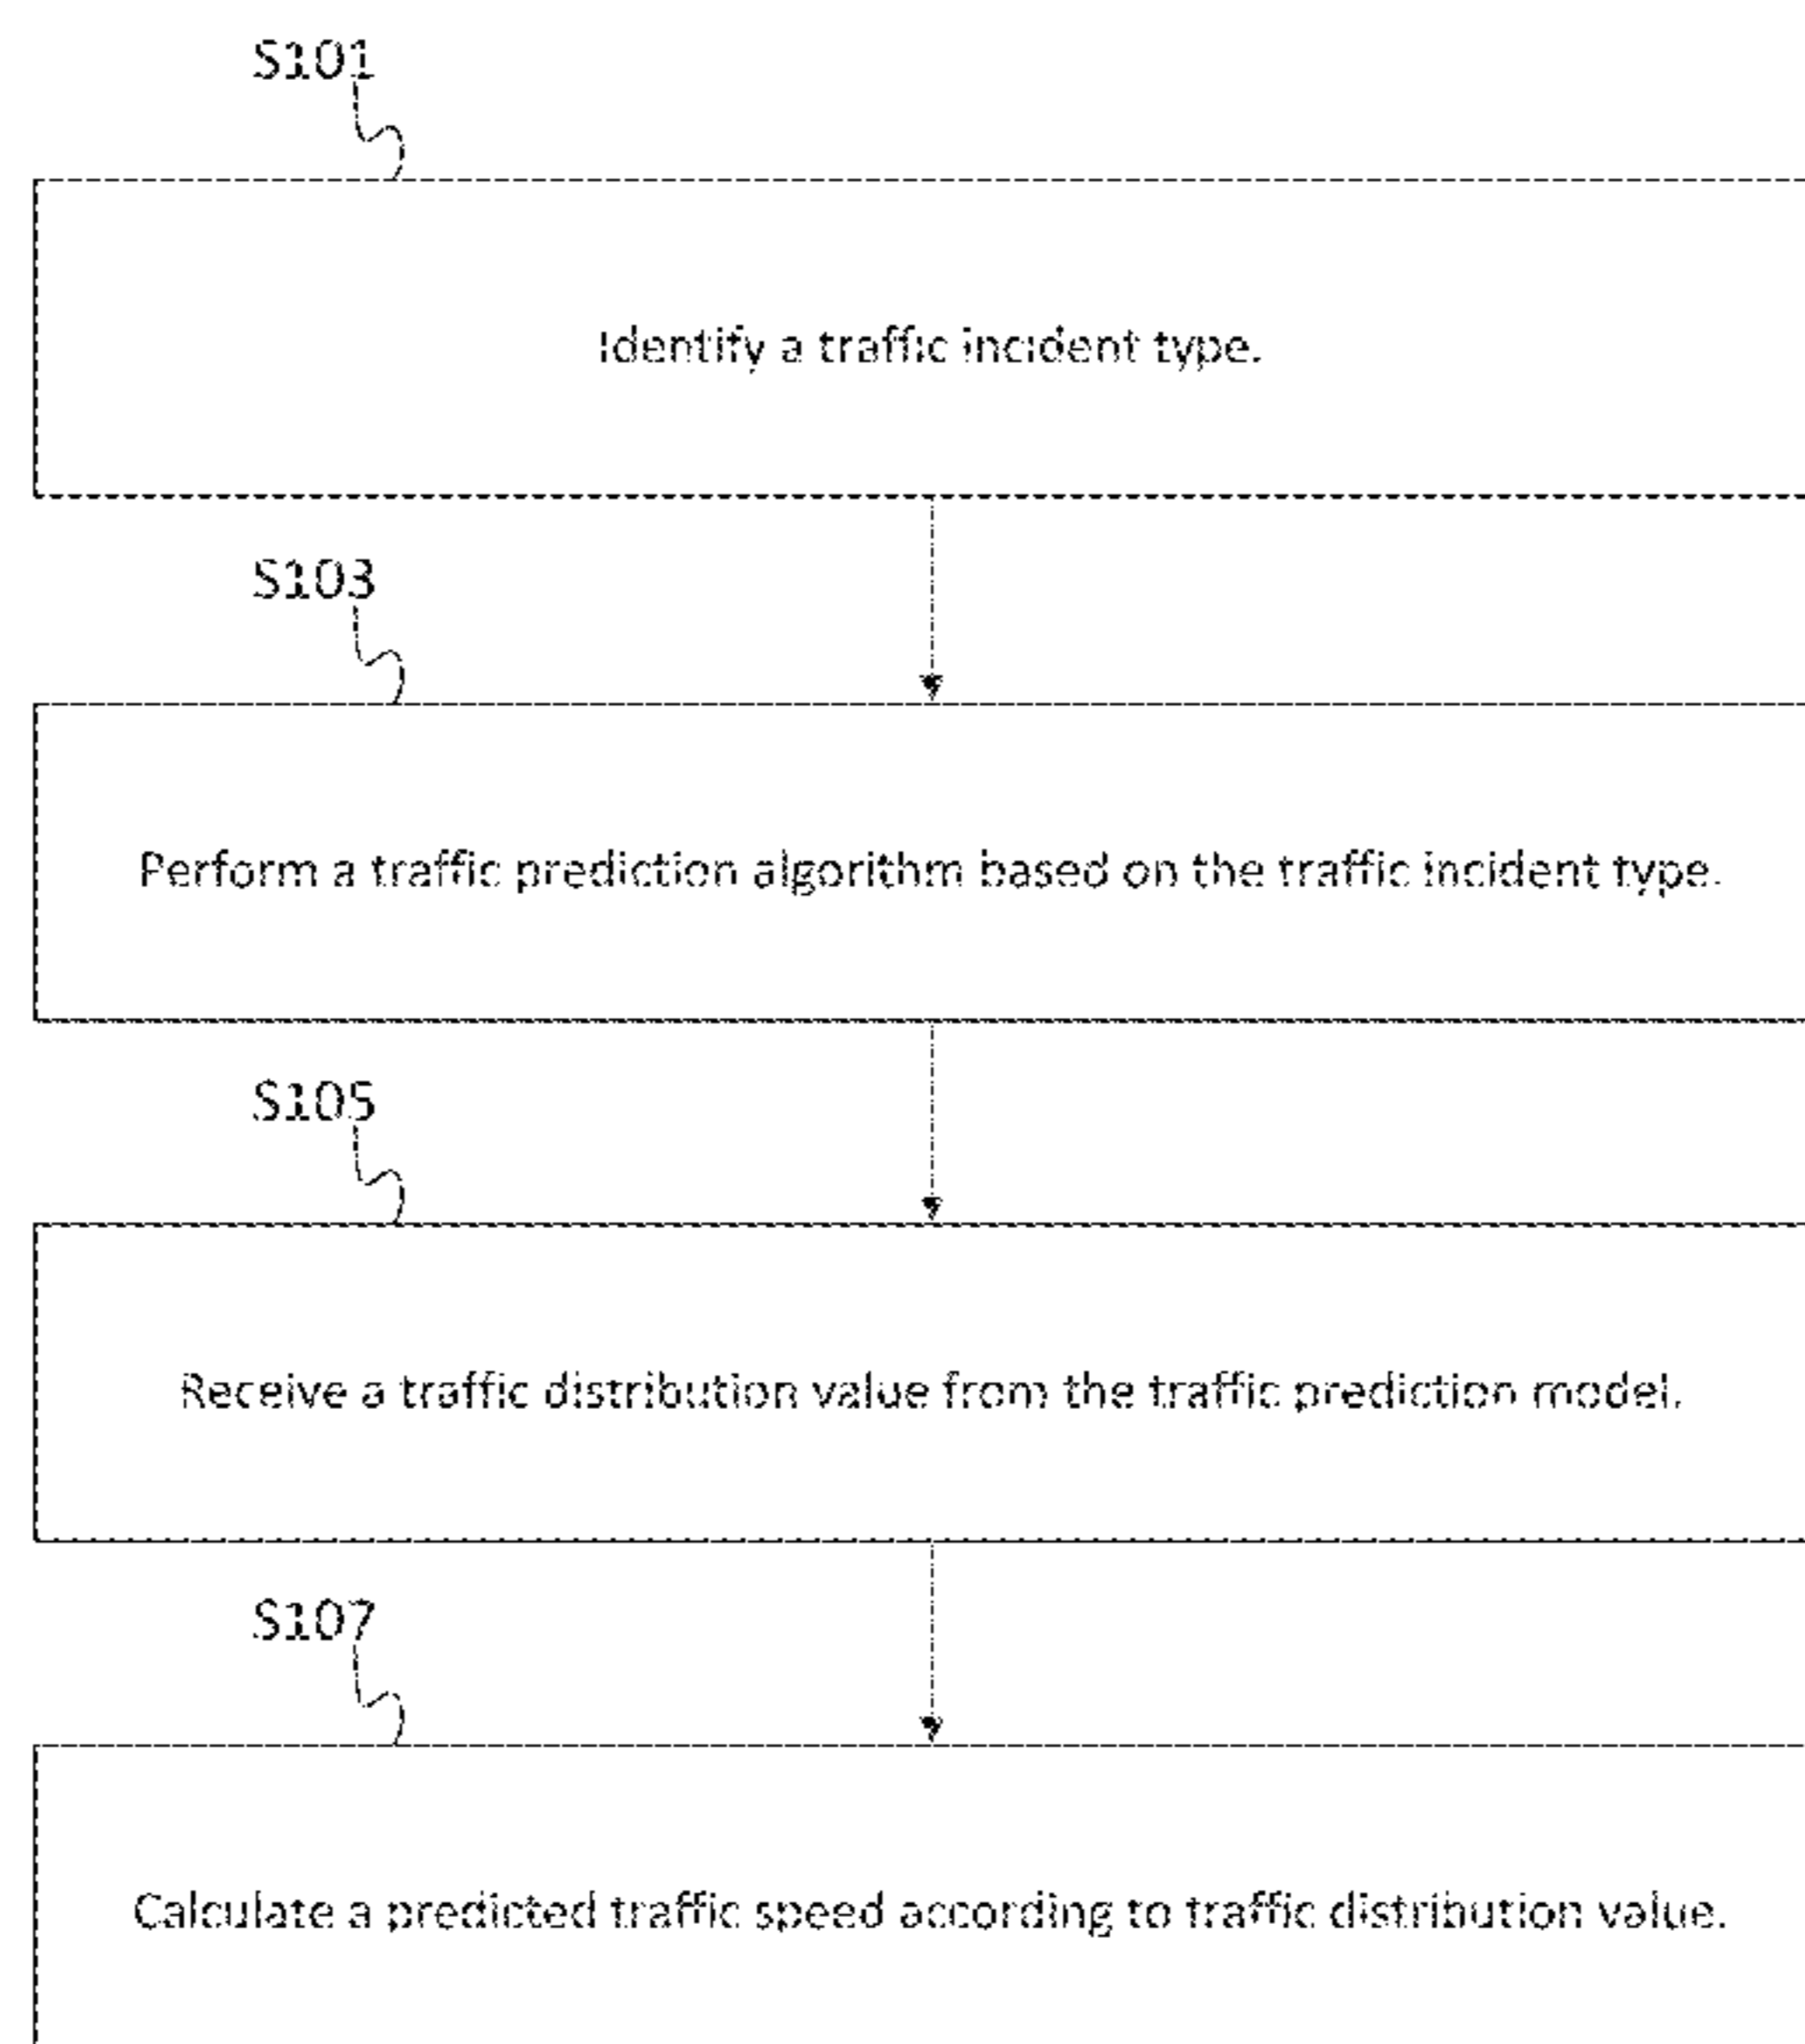 S101
Identify a traffic incident type.
S103
Perform a traffic prediction algorithm based on the traffic incident type.
S105
Receive a traffic distribution value from the traffic prediction model.
S107
Calculate a predicted traffic speed according to traffic distribution value.